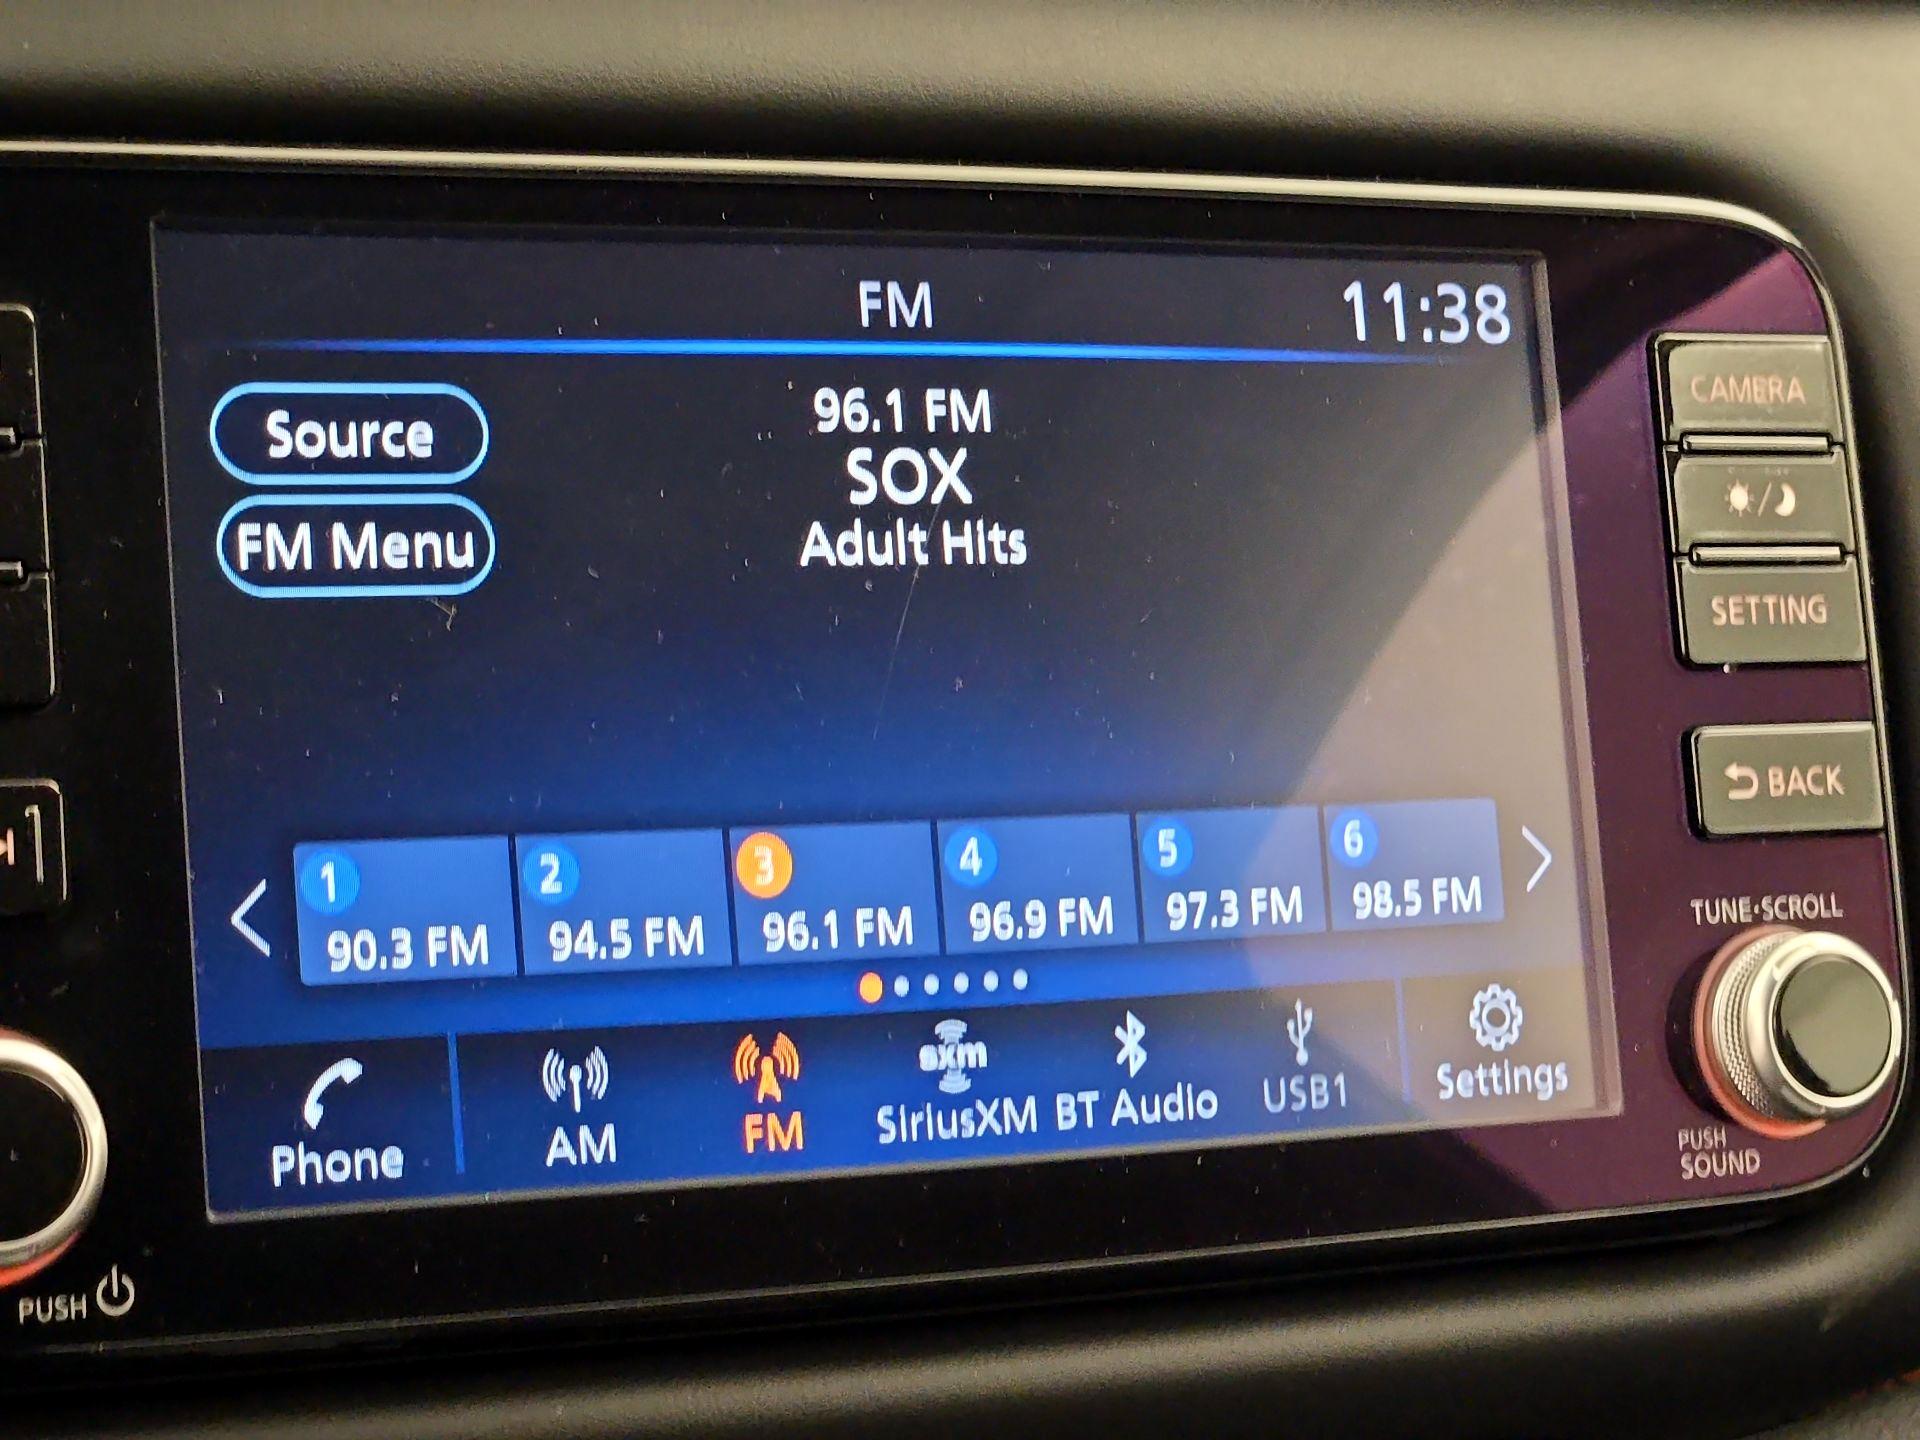 FM
11:38
Source
96.1 FM
SOX
FM Menu
Adult Hits
1
90.3 FM
2
94.5 FM
3
96.1 FM
4
96.9 FM
5
97.3 FM
6
98.5 FM
Phone
AM
FM
sxm
SiriusXM
BT Audio
USB1
Settings
CAMERA
SETTING
BACK
TUNE·SCROLL
PUSH
SOUND
PUSH